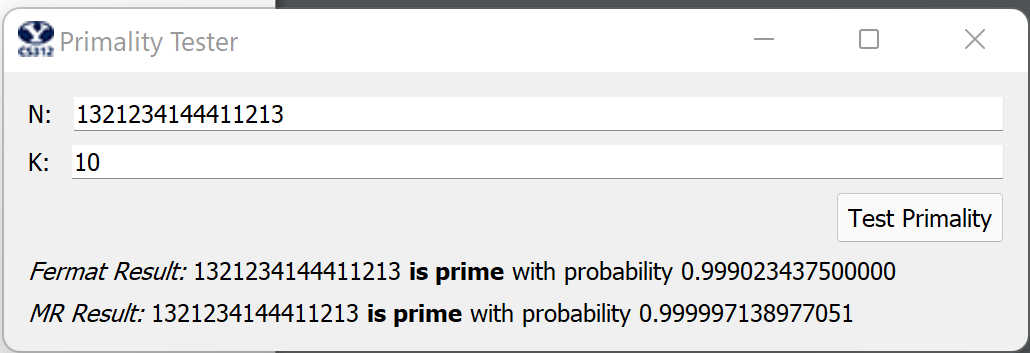 CS312
Primality Tester
N: 1321234144411213
K: 10
Test Primality
Fermat Result: 1321234144411213 is prime with probability 0.999023437500000
MR Result: 1321234144411213 is prime with probability 0.999997138977051